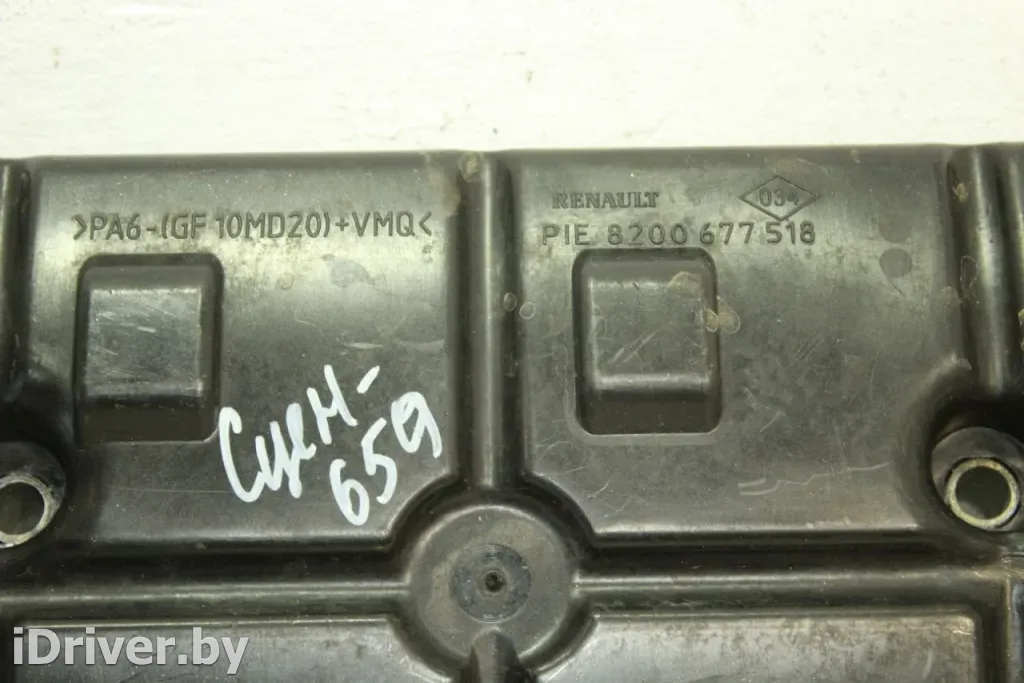 >PA6-(GF 10MD20)+VMQ<
RENAULT 034
PIE 8200 677 518
Сцен-
659
iDriver.by